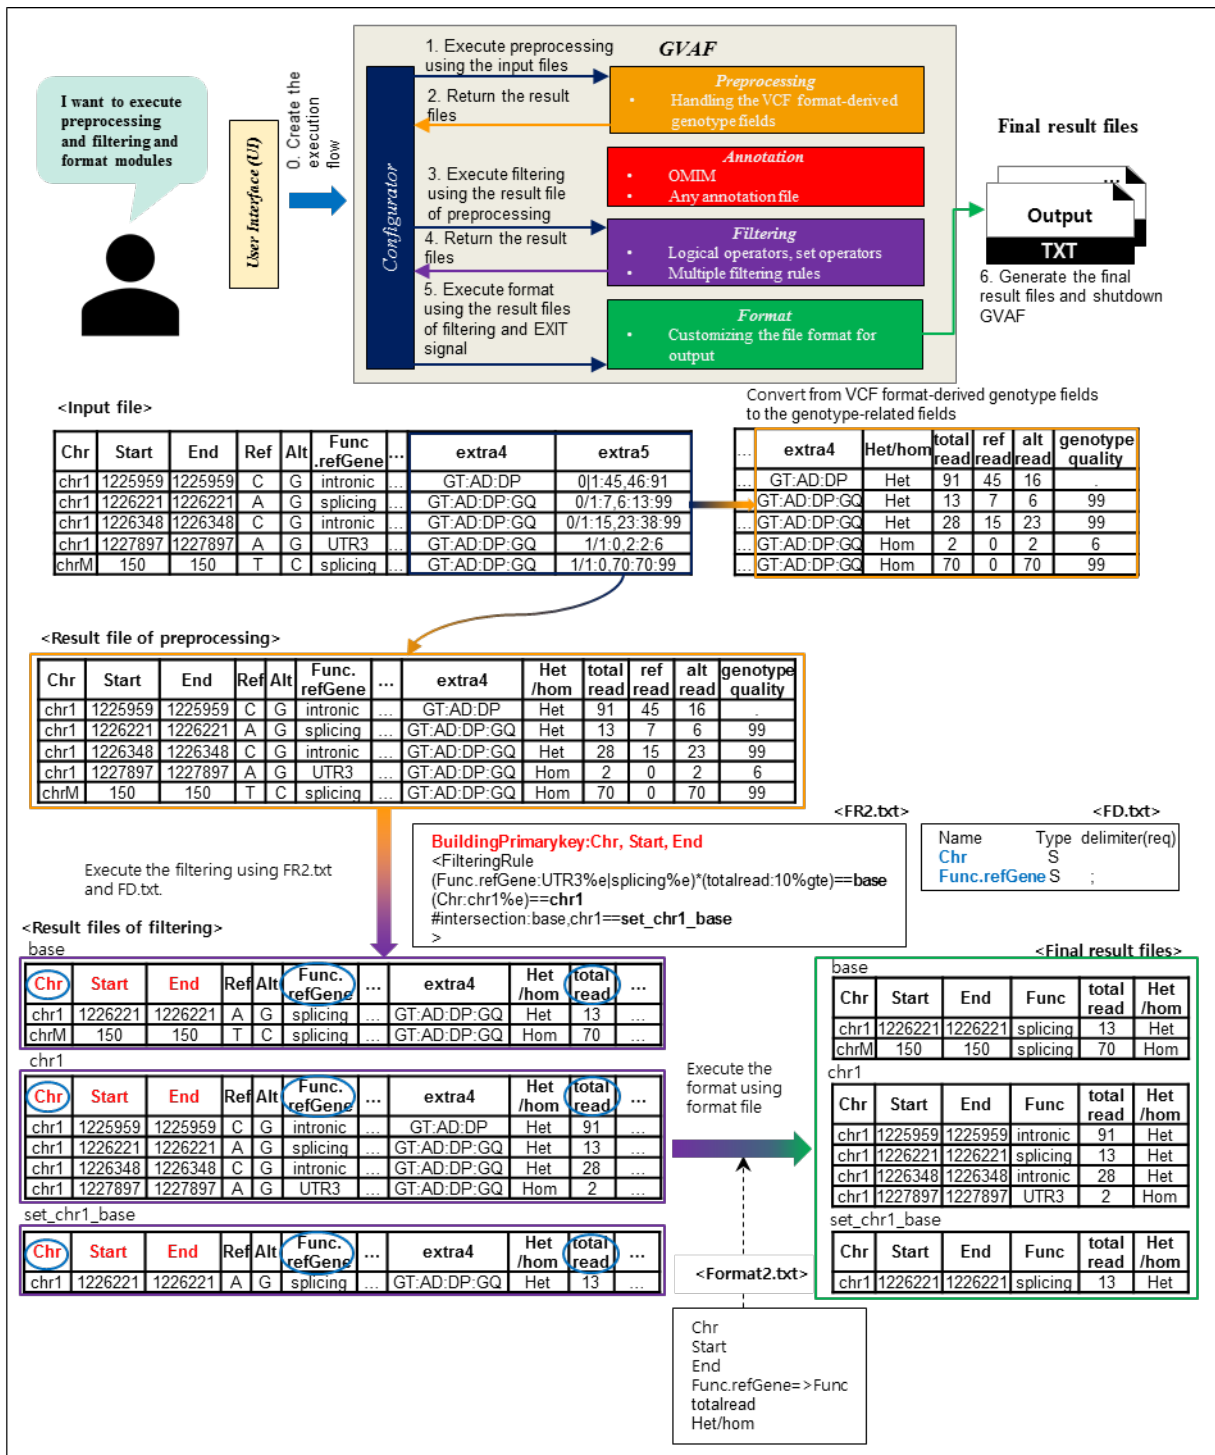 GVAF
I want to execute
preprocessing
and filtering and
format modules
User Interface (UI)
0. Create the
execution
flow
Configurator
1. Execute preprocessing
using the input files
2. Return the result
files
3. Execute filtering
using the result file
of preprocessing
4. Return the result
files
5. Execute format
using the result files
of filtering and EXIT
signal
Preprocessing
• Handling the VCF format-derived
genotype fields
Annotation
• OMIM
• Any annotation file
Filtering
• Logical operators, set operators
• Multiple filtering rules
Format
• Customizing the file format for
output
Final result files
...
Output
TXT
6. Generate the final
result files and shutdown
GVAF
<Input file>
Chr Start End Ref Alt Func .refGene ... extra4 extra5
chr1 1225959 1225959 C G intronic ... GT:AD:DP 0|1:45,46:91
chr1 1226221 1226221 A G splicing ... GT:AD:DP:GQ 0/1:7,6:13:99
chr1 1226348 1226348 C G intronic ... GT:AD:DP:GQ 0/1:15,23:38:99
chr1 1227897 1227897 A G UTR3 ... GT:AD:DP:GQ 1/1:0,2:2:6
chrM 150 150 T C splicing ... GT:AD:DP:GQ 1/1:0,70:70:99
Convert from VCF format-derived genotype fields
to the genotype-related fields
... extra4 Het/hom total read ref read alt read genotype quality
... GT:AD:DP Het 91 45 16 .
... GT:AD:DP:GQ Het 13 7 6 99
... GT:AD:DP:GQ Het 28 15 23 99
... GT:AD:DP:GQ Hom 2 0 2 6
... GT:AD:DP:GQ Hom 70 0 70 99
<Result file of preprocessing>
Chr Start End Ref Alt Func. refGene ... extra4 Het /hom total read ref read alt read genotype quality
chr1 1225959 1225959 C G intronic ... GT:AD:DP Het 91 45 16 .
chr1 1226221 1226221 A G splicing ... GT:AD:DP:GQ Het 13 7 6 99
chr1 1226348 1226348 C G intronic ... GT:AD:DP:GQ Het 28 15 23 99
chr1 1227897 1227897 A G UTR3 ... GT:AD:DP:GQ Hom 2 0 2 6
chrM 150 150 T C splicing ... GT:AD:DP:GQ Hom 70 0 70 99
Execute the filtering using FR2.txt
and FD.txt.
<FR2.txt>
BuildingPrimarykey:Chr, Start, End
<FilteringRule
(Func.refGene:UTR3%e|splicing%e)*(totalread:10%gte)==base
(Chr:chr1%e)==chr1
#intersection:base,chr1==set_chr1_base
>
<FD.txt>
Name Type delimiter(req)
Chr S
Func.refGene S ;
<Result files of filtering>
base
Chr Start End Ref Alt Func. refGene ... extra4 Het /hom total read ...
chr1 1226221 1226221 A G splicing ... GT:AD:DP:GQ Het 13 ...
chrM 150 150 T C splicing ... GT:AD:DP:GQ Hom 70 ...
chr1
Chr Start End Ref Alt Func. refGene ... extra4 Het /hom total read ...
chr1 1225959 1225959 C G intronic ... GT:AD:DP Het 91 ...
chr1 1226221 1226221 A G splicing ... GT:AD:DP:GQ Het 13 ...
chr1 1226348 1226348 C G intronic ... GT:AD:DP:GQ Het 28 ...
chr1 1227897 1227897 A G UTR3 ... GT:AD:DP:GQ Hom 2 ...
set_chr1_base
Chr Start End Ref Alt Func. refGene ... extra4 Het /hom total read ...
chr1 1226221 1226221 A G splicing ... GT:AD:DP:GQ Het 13 ...
Execute the
format using
format file
<Format2.txt>
Chr
Start
End
Func.refGene=>Func
totalread
Het/hom
<Final result files>
base
Chr Start End Func total read Het /hom
chr1 1226221 1226221 splicing 13 Het
chrM 150 150 splicing 70 Hom
chr1
Chr Start End Func total read Het /hom
chr1 1225959 1225959 intronic 91 Het
chr1 1226221 1226221 splicing 13 Het
chr1 1226348 1226348 intronic 28 Het
chr1 1227897 1227897 UTR3 2 Hom
set_chr1_base
Chr Start End Func total read Het /hom
chr1 1226221 1226221 splicing 13 Het